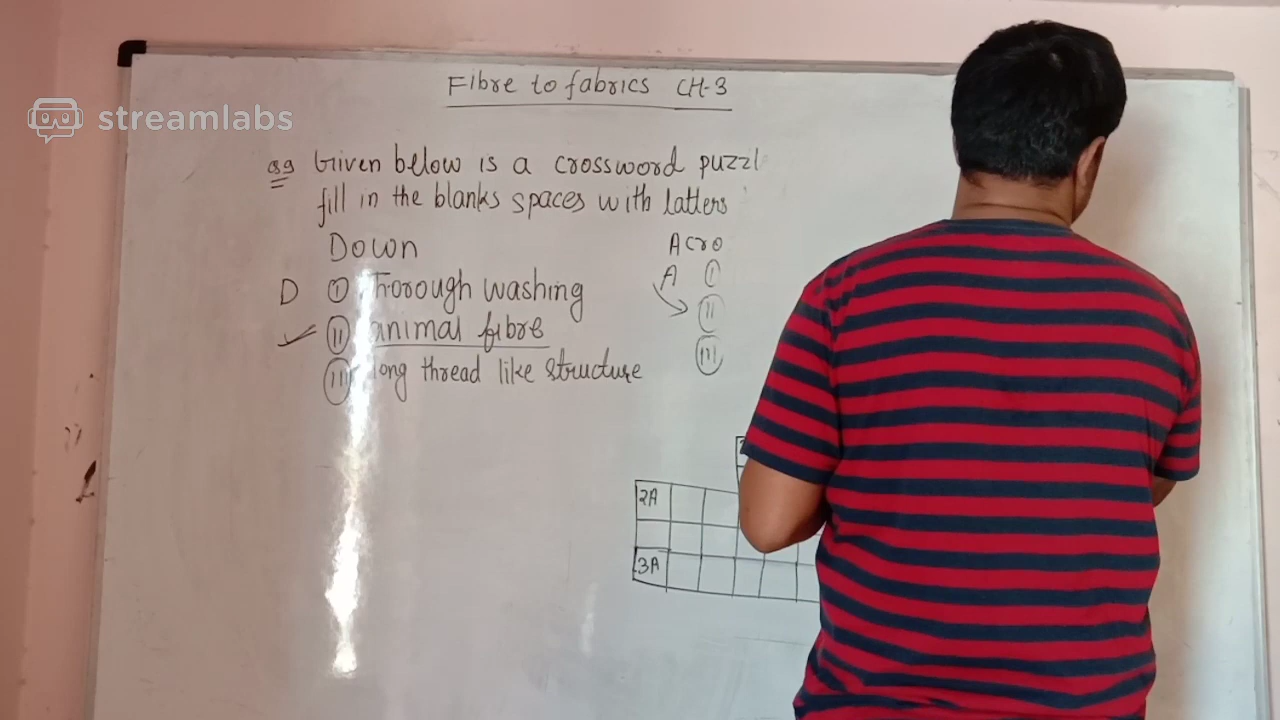 streamlabs
Fibre to fabrics CH-3
Q9 Given below is a crossword puzzl
fill in the blanks spaces with latters
Down
Acro
D I Thorough washing
A I
II animal fibre
II
III long thread like structure
III
2A
3A